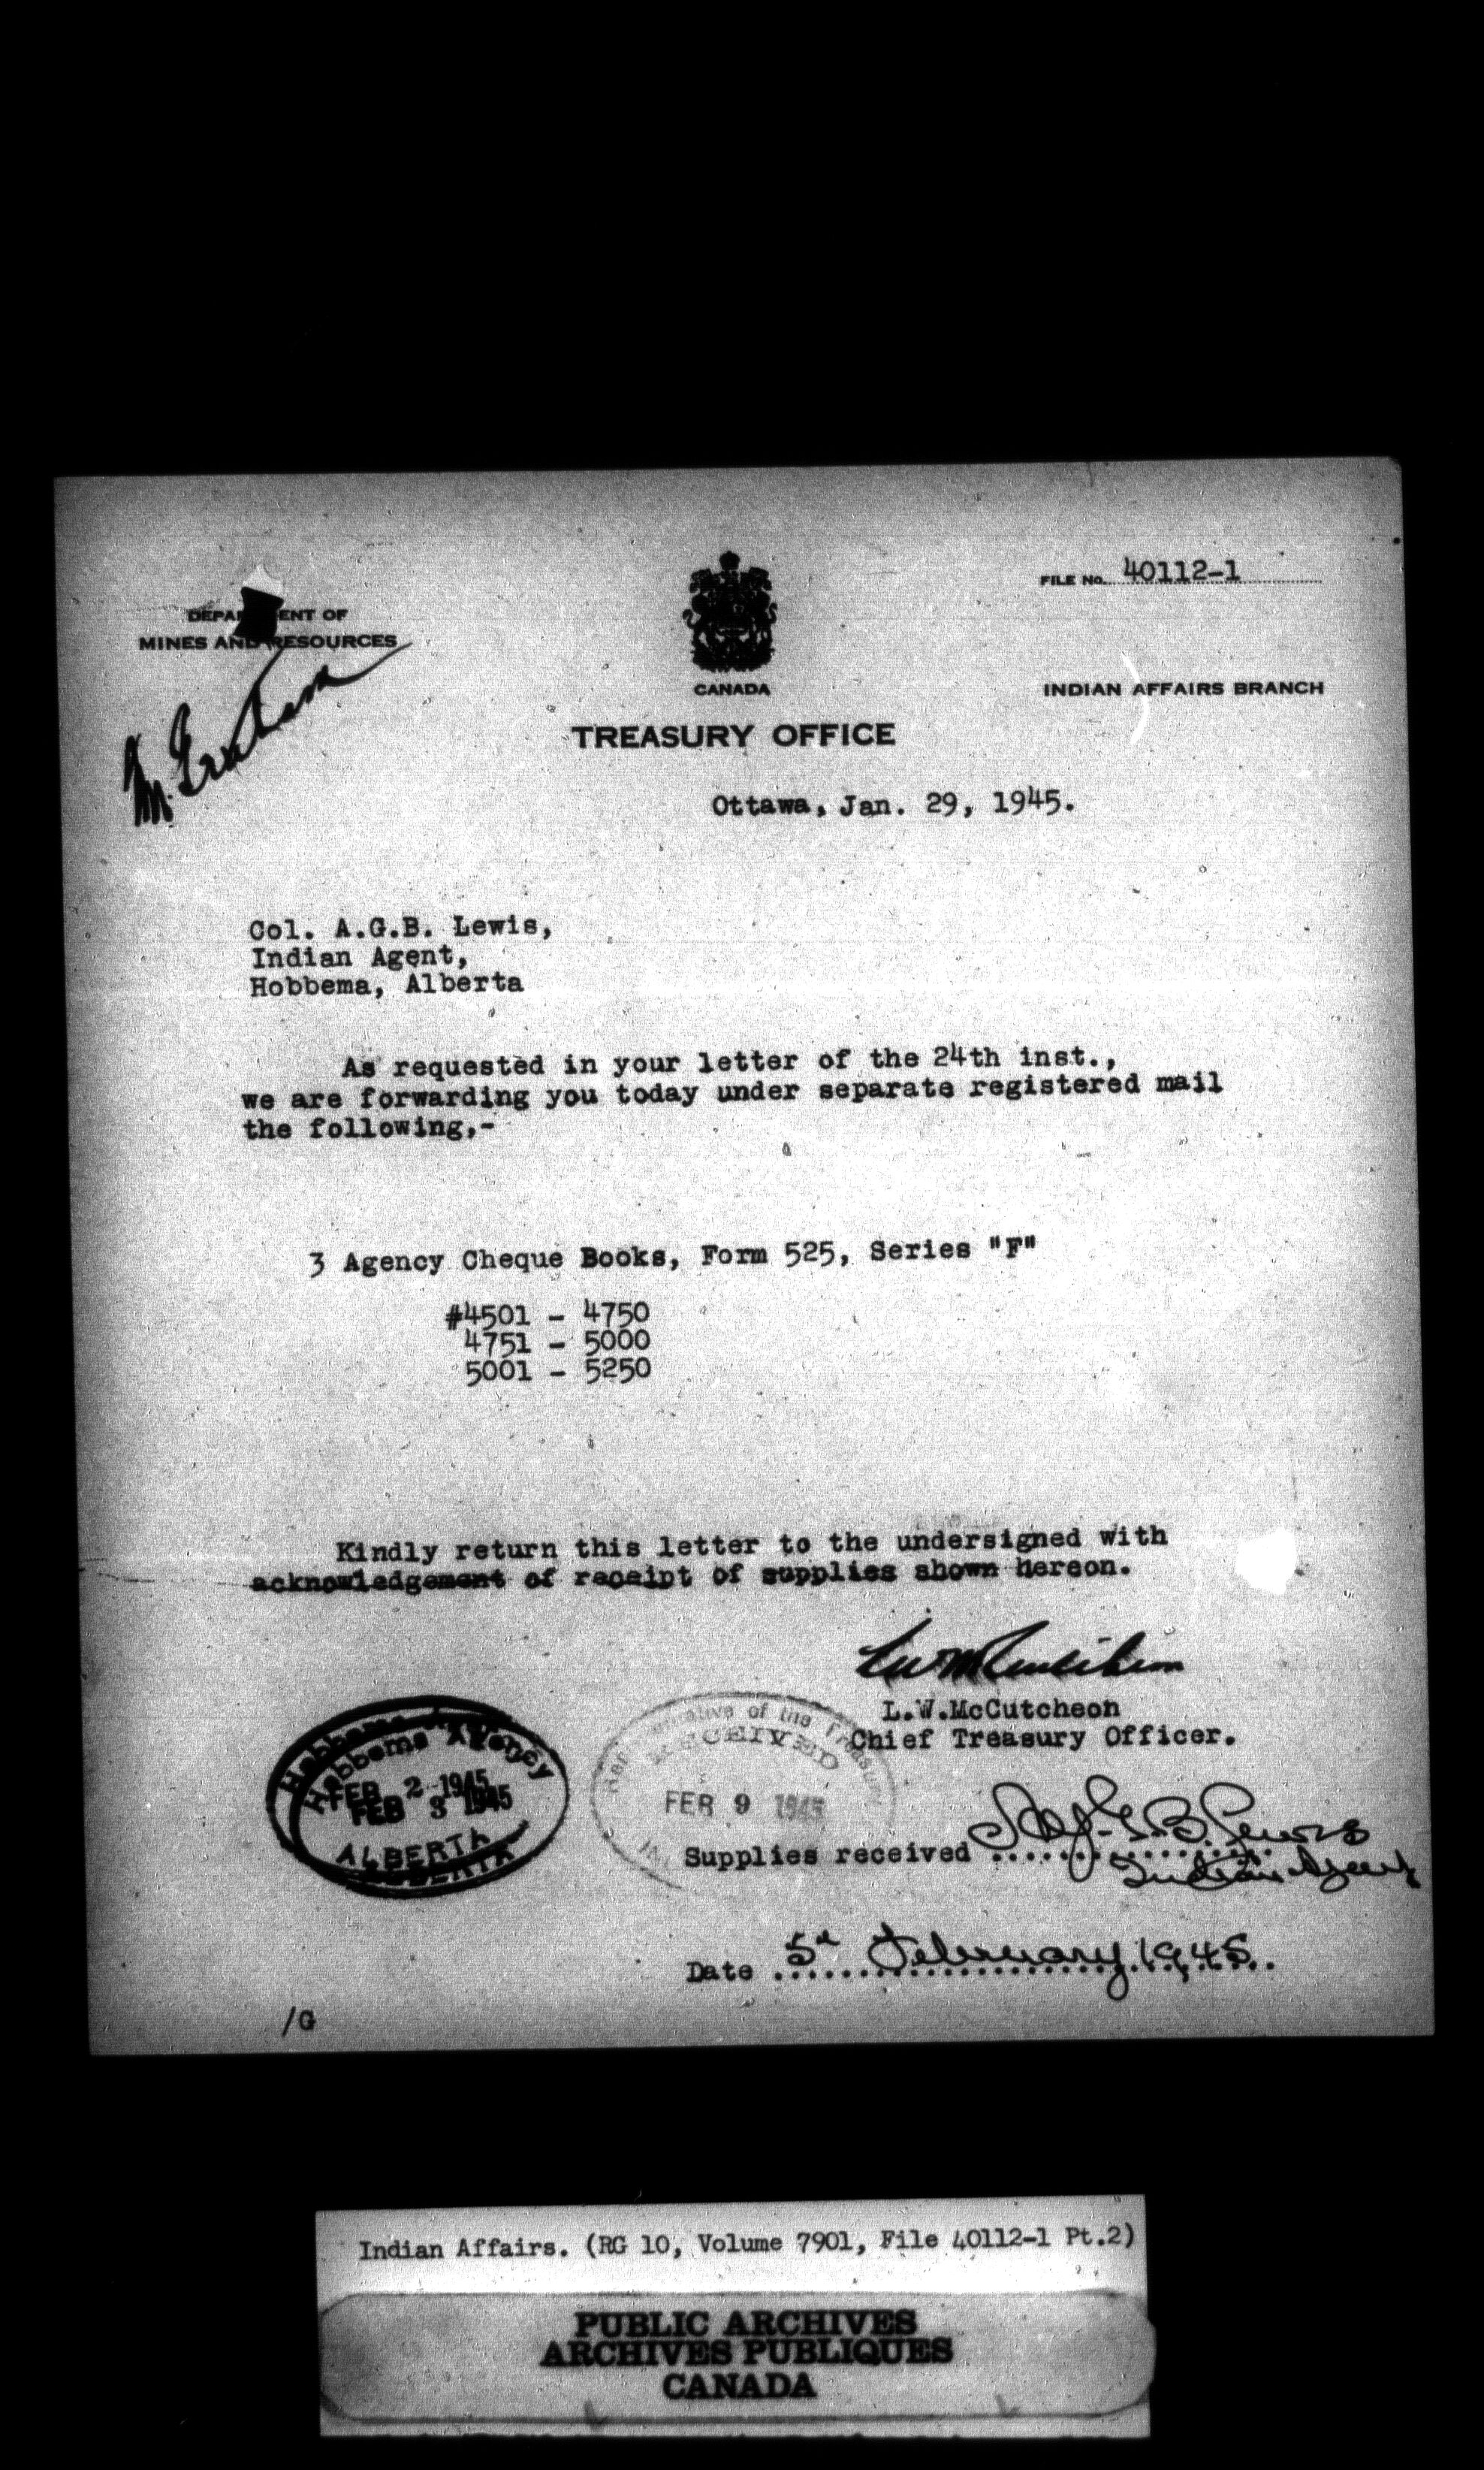 FILE No. 40112-1
DEPARTMENT OF
MINES AND RESOURCES
CANADA
INDIAN AFFAIRS BRANCH
M. Graham
TREASURY OFFICE
Ottawa, Jan. 29, 1945.
Col. A.G.B. Lewis,
Indian Agent,
Hobbema, Alberta
As requested in your letter of the 24th inst.,
we are forwarding you today under separate registered mail
the following,-
3 Agency Cheque Books, Form 525, Series "F"
#4501 - 4750
4751 - 5000
5001 - 5250
Kindly return this letter to the undersigned with
acknowledgement of receipt of supplies shown hereon.
L.W.McCutcheon
Chief Treasury Officer.
Hobbema Agency
FEB 2 1945
FEB 3 1945
ALBERTA
Representative of the Treasury
RECEIVED
FEB 9 1945
Supplies received
B. Lewis
Indian Agent
Date 5th February 1945
/G
Indian Affairs. (RG 10, Volume 7901, File 40112-1 Pt.2)
PUBLIC ARCHIVES
ARCHIVES PUBLIQUES
CANADA